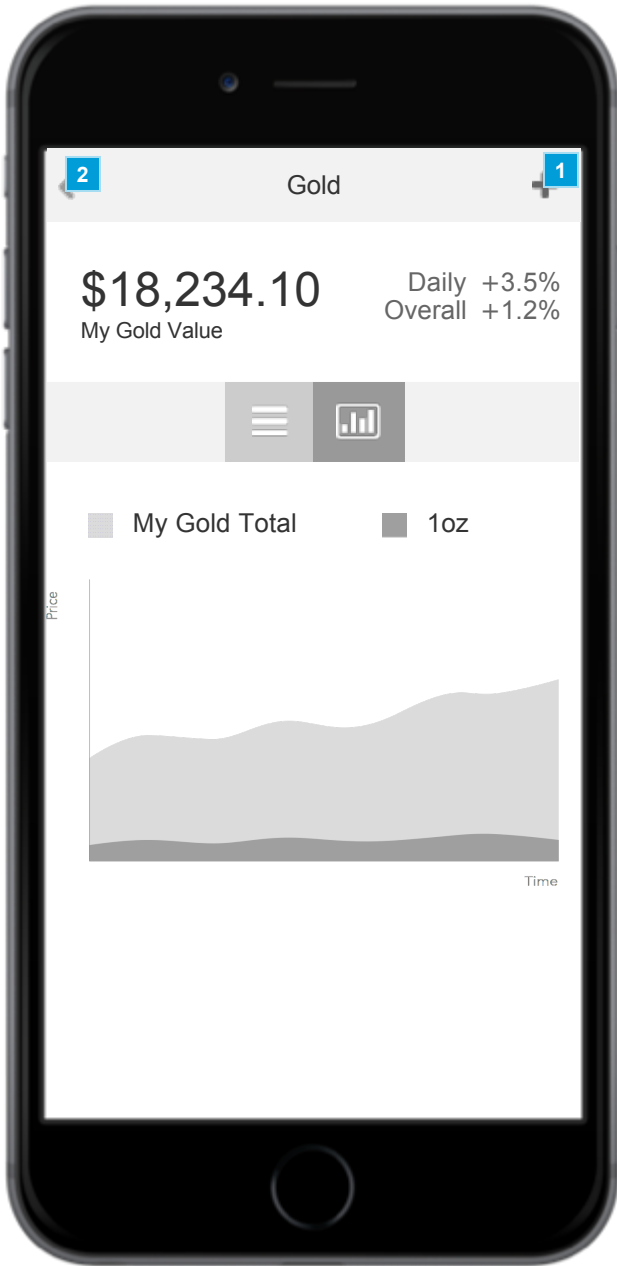 2
Gold
1
$18,234.10
My Gold Value
Daily +3.5%
Overall +1.2%
My Gold Total
1oz
Price
Time